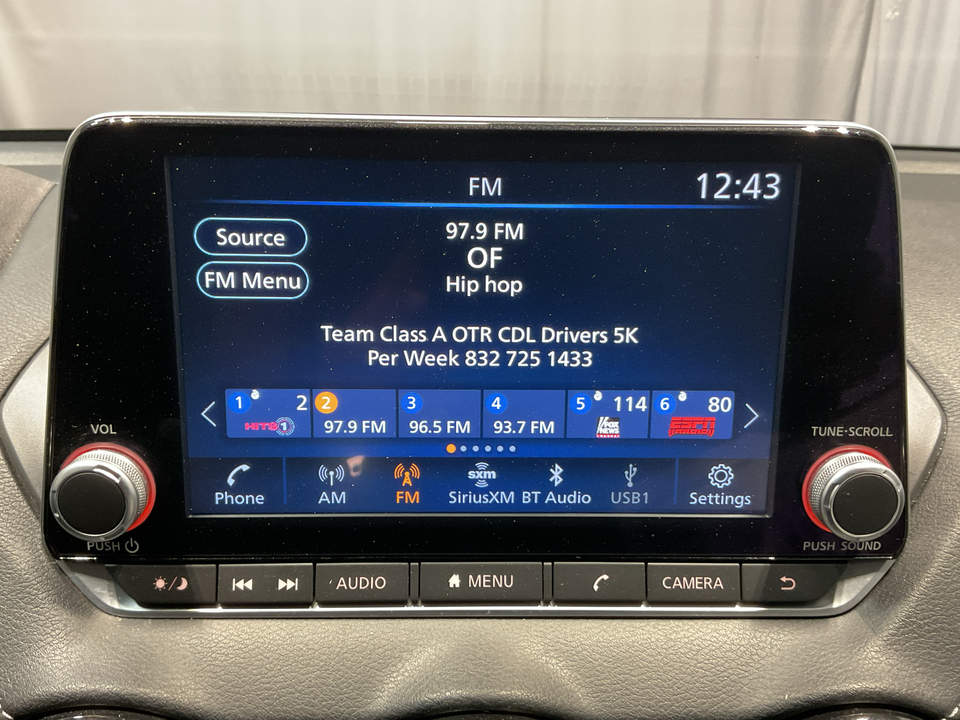 FM
12:43
Source
97.9 FM
OF
FM Menu
Hip hop
Team Class A OTR CDL Drivers 5K
Per Week 832 725 1433
1 2
HITS 1
2
97.9 FM
3
96.5 FM
4
93.7 FM
5 114
FOX
NEWS
channel
6 80
ESPN
VOL
TUNE·SCROLL
Phone
AM
FM
sxm
SiriusXM
BT Audio
USB1
Settings
PUSH
PUSH SOUND
AUDIO
MENU
CAMERA